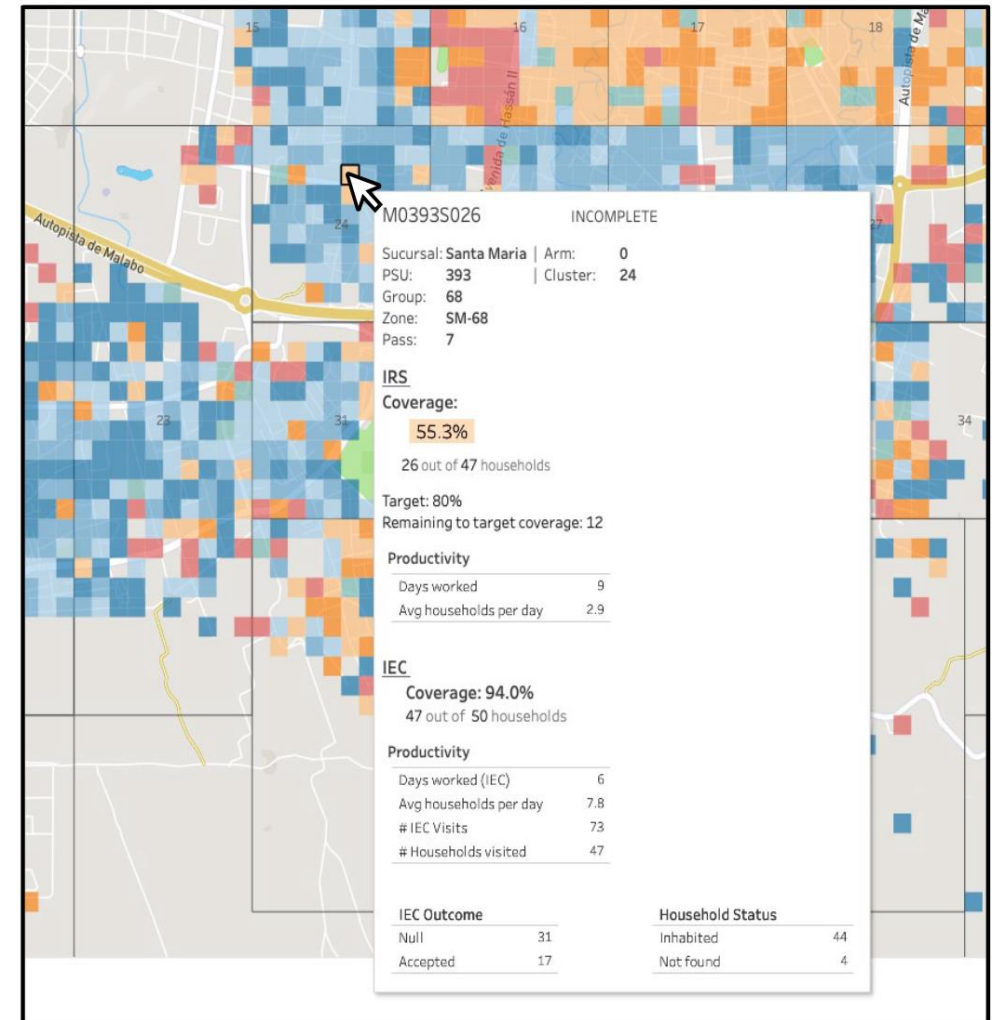 15
16
17
18
Autopista de M
Avenida de Hassán II
M0393S026 INCOMPLETE
24
27
Autopista de Malabo
Sucursal: Santa Maria | Arm: 0
PSU: 393 | Cluster: 24
Group: 68
Zone: SM-68
Pass: 7
IRS
Coverage:
55.3%
23
31
34
26 out of 47 households
Target: 80%
Remaining to target coverage: 12
Productivity
Days worked 9
Avg households per day 2.9
IEC
Coverage: 94.0%
47 out of 50 households
Productivity
Days worked (IEC) 6
Avg households per day 7.8
# IEC Visits 73
# Households visited 47
IEC Outcome Household Status
Null 31 Inhabited 44
Accepted 17 Not found 4